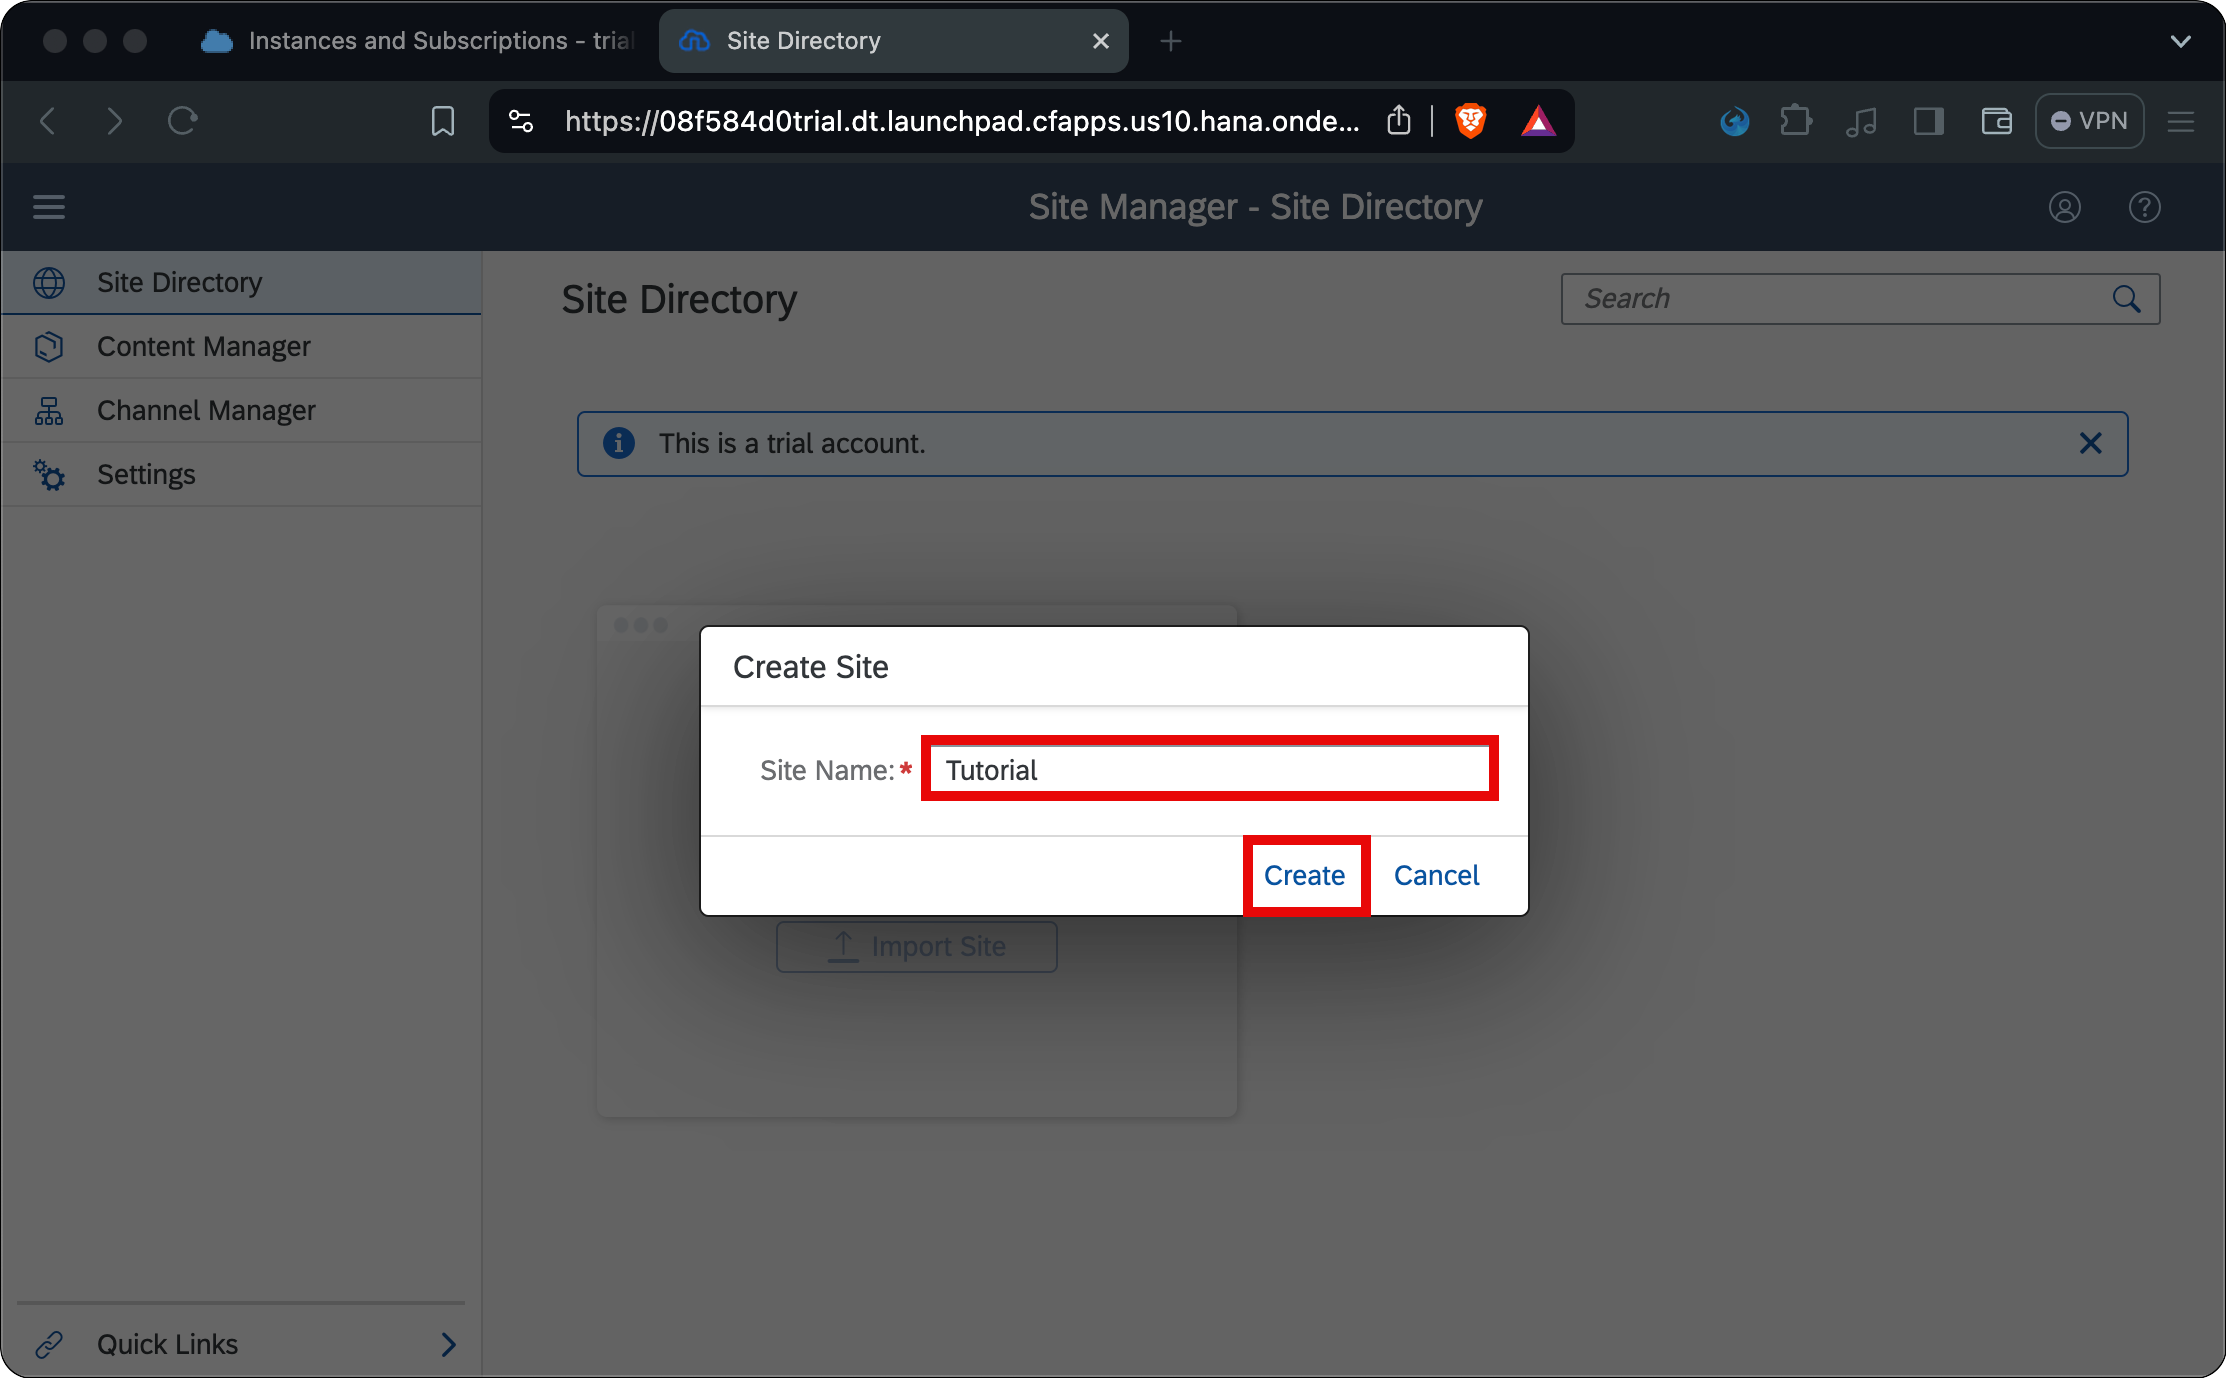 Instances and Subscriptions - trial
Site Directory
https://08f584d0trial.dt.launchpad.cfapps.us10.hana.onde...
VPN
Site Manager - Site Directory
Site Directory
Content Manager
Channel Manager
Settings
Site Directory
Search
This is a trial account.
Create Site
Site Name:*
Tutorial
Create
Cancel
Import Site
Quick Links